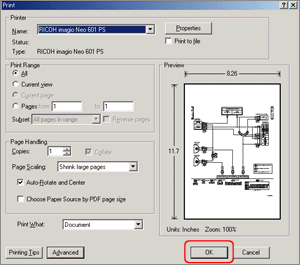 Print
Printer
Name: RICOH imagio Neo 601 PS
Properties
Status:
Print to file
Type: RICOH imagio Neo 601 PS
Print Range
All
Current view
Current page
Pages from: 1 to: 1
Subset: All pages in range Reverse pages
Page Handling
Copies: 1 Collate
Page Scaling: Shrink large pages
Auto-Rotate and Center
Choose Paper Source by PDF page size
Print What: Document
Preview
8.26
11.7
Units: Inches Zoom: 100%
Printing Tips Advanced OK Cancel